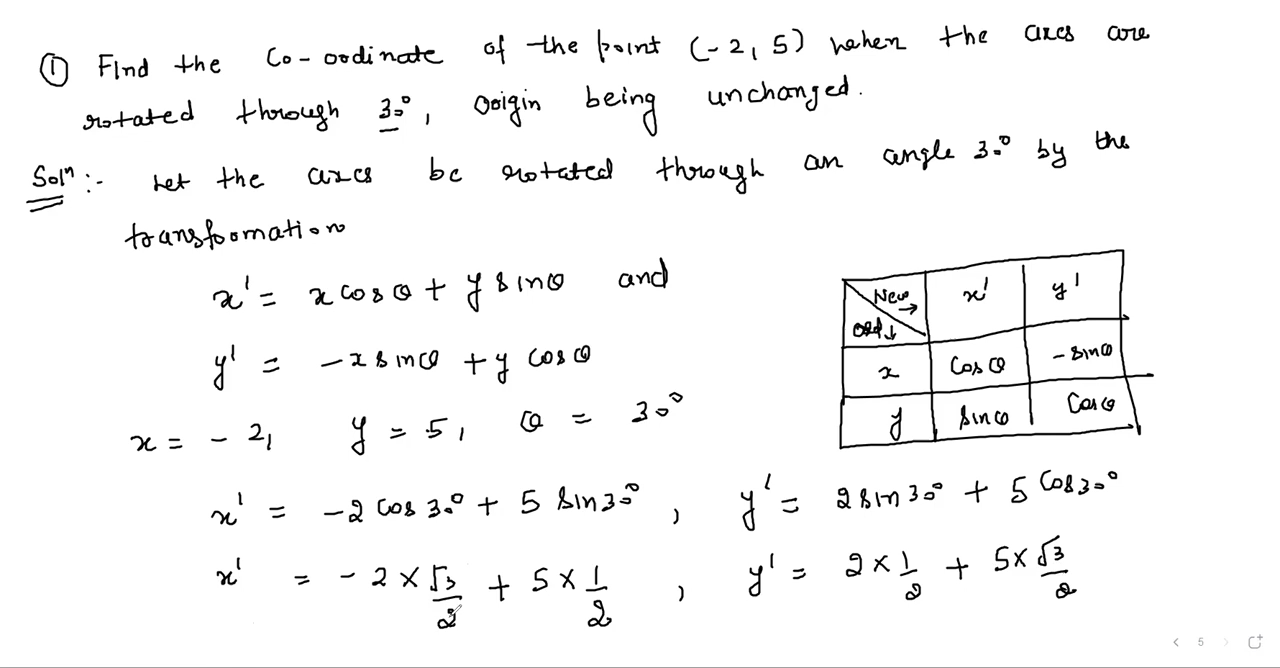 ① Find the Co-ordinate of the point (-2, 5) when the axes are
rotated through 30°, origin being unchanged.
Solⁿ :- Let the axes be rotated through an angle 30° by the
transformation
x' = x cos θ + y sin θ and
y' = -x sin θ + y cos θ
x = -2, y = 5, θ = 30°
New → x' y'
Old ↓
x Cos θ - sin θ
y sin θ Cos θ
x' = -2 Cos 30° + 5 Sin 30° , y' = 2 sin 30° + 5 Cos 30°
x' = -2 × √3/2 + 5 × 1/2 , y' = 2 × 1/2 + 5 × √3/2
5